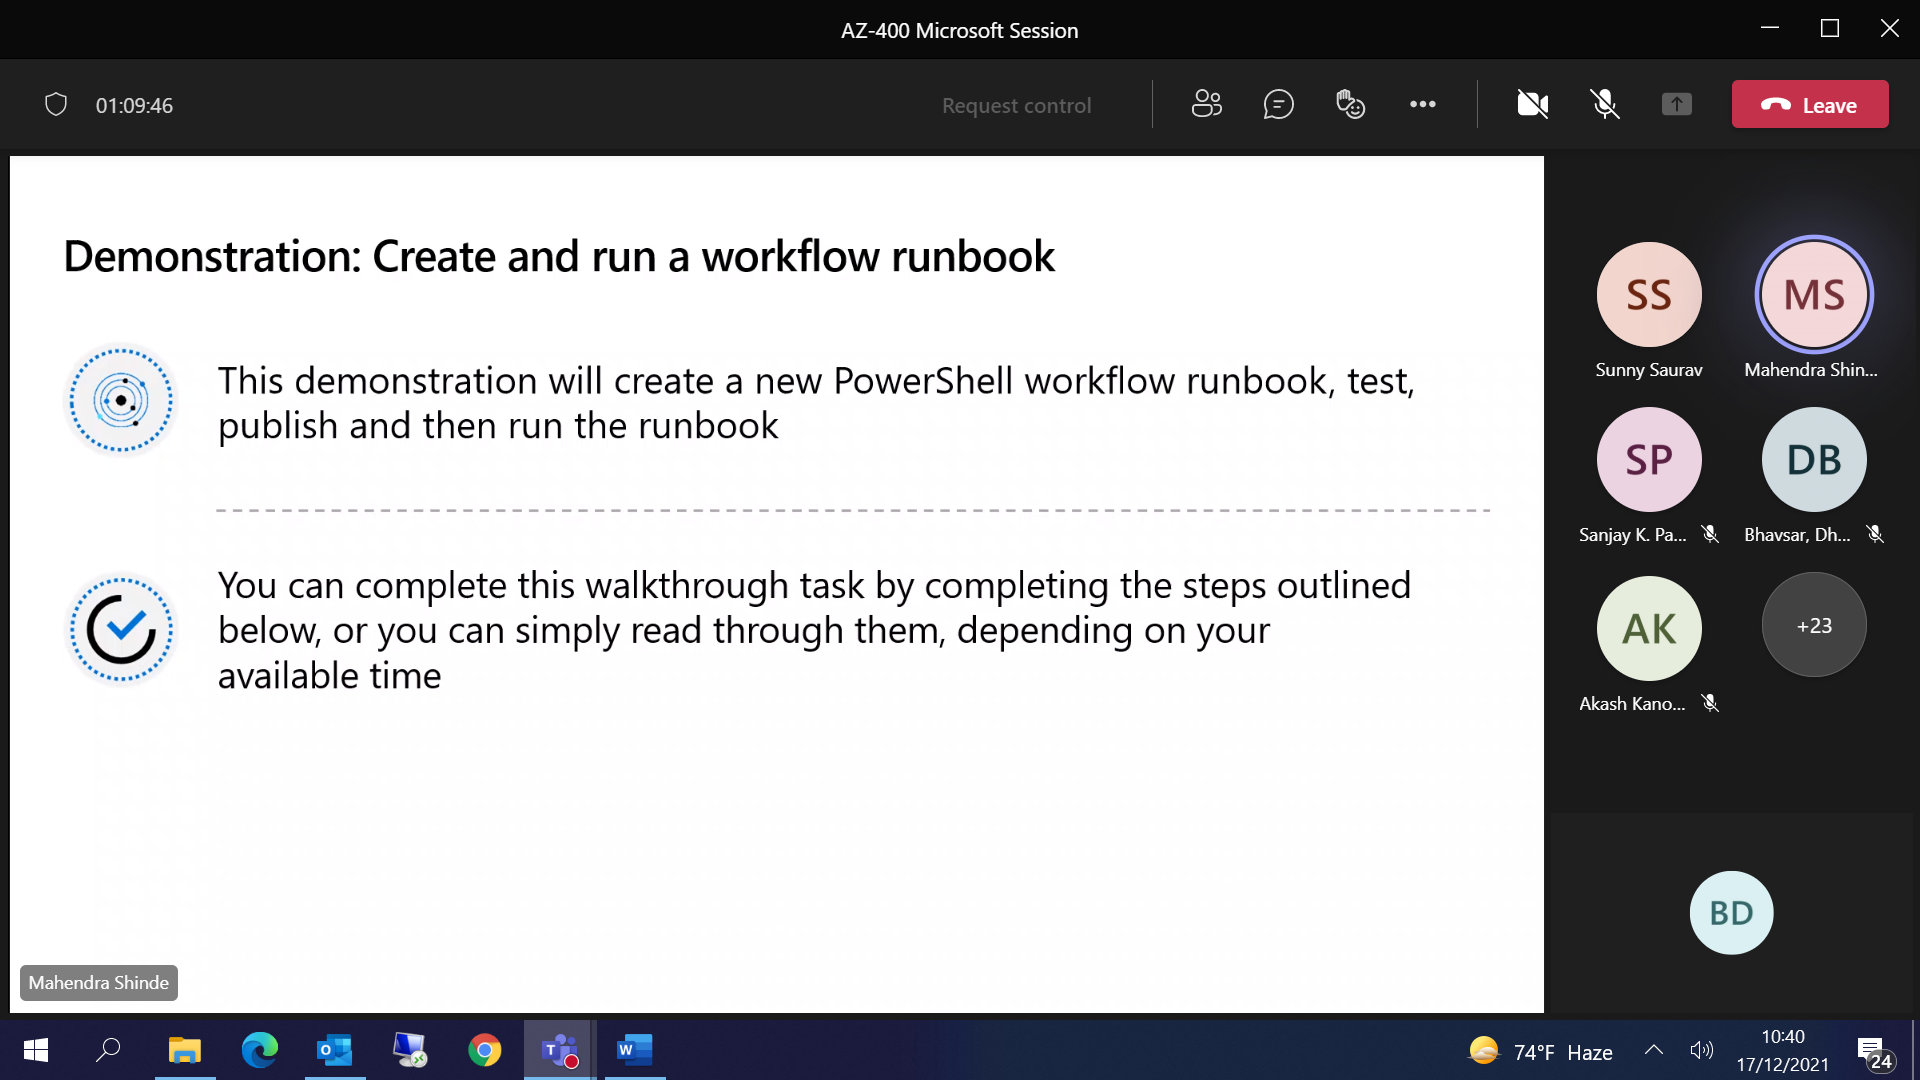 AZ-400 Microsoft Session
01:09:46
Request control
Leave
Demonstration: Create and run a workflow runbook
This demonstration will create a new PowerShell workflow runbook, test,
publish and then run the runbook
You can complete this walkthrough task by completing the steps outlined
below, or you can simply read through them, depending on your
available time
Mahendra Shinde
SS
MS
Sunny Saurav
Mahendra Shin...
SP
DB
Sanjay K. Pa...
Bhavsar, Dh...
AK
+23
Akash Kano...
BD
O
T
W
74°F Haze
10:40
17/12/2021
24